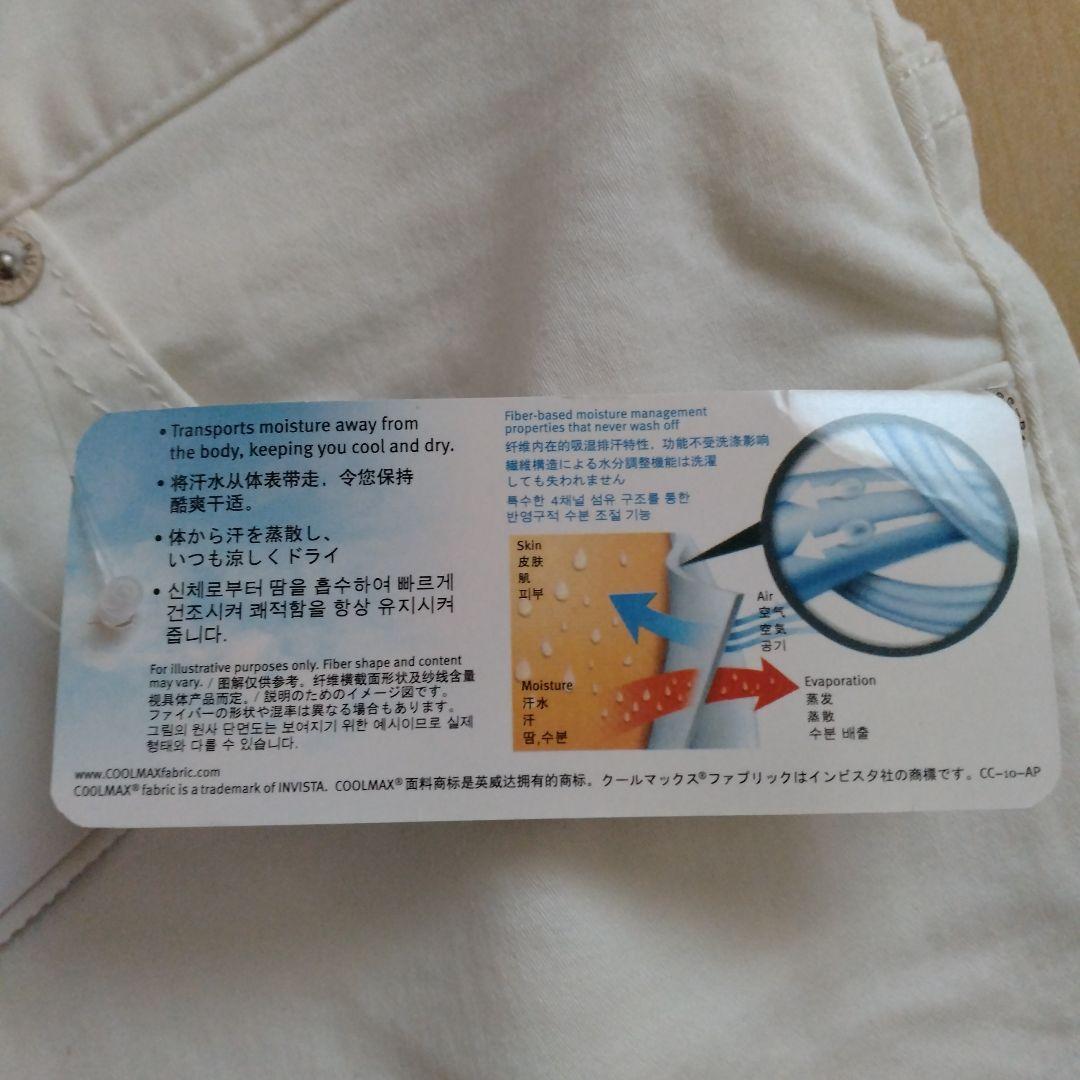 • Transports moisture away from
the body, keeping you cool and dry.
• 将汗水从体表带走，令您保持
酷爽干适。
• 体から汗を蒸散し、
いつも涼しくドライ
• 신체로부터 땀을 흡수하여 빠르게
건조시켜 쾌적함을 항상 유지시켜
줍니다.
For illustrative purposes only. Fiber shape and content
may vary. / 图解仅供参考。纤维横截面形状及纱线含量
视具体产品而定。/ 説明のためのイメージ図です。
ファイバーの形状や混率は異なる場合もあります。
그림의 원사 단면도는 보여지기 위한 예시이므로 실제
형태와 다를 수 있습니다.
Fiber-based moisture management
properties that never wash off
纤维内在的吸湿排汗特性，功能不受洗涤影响
繊維構造による水分調整機能は洗濯
しても失われません
특수한 4채널 섬유 구조를 통한
반영구적 수분 조절 기능
Skin
皮肤
肌
피부
Air
空气
空気
공기
Moisture
汗水
汗
땀,수분
Evaporation
蒸发
蒸散
수분 배출
www.COOLMAXfabric.com
COOLMAX® fabric is a trademark of INVISTA. COOLMAX® 面料商标是英威达拥有的商标。クールマックス®ファブリックはインビスタ社の商標です。CC-10-AP